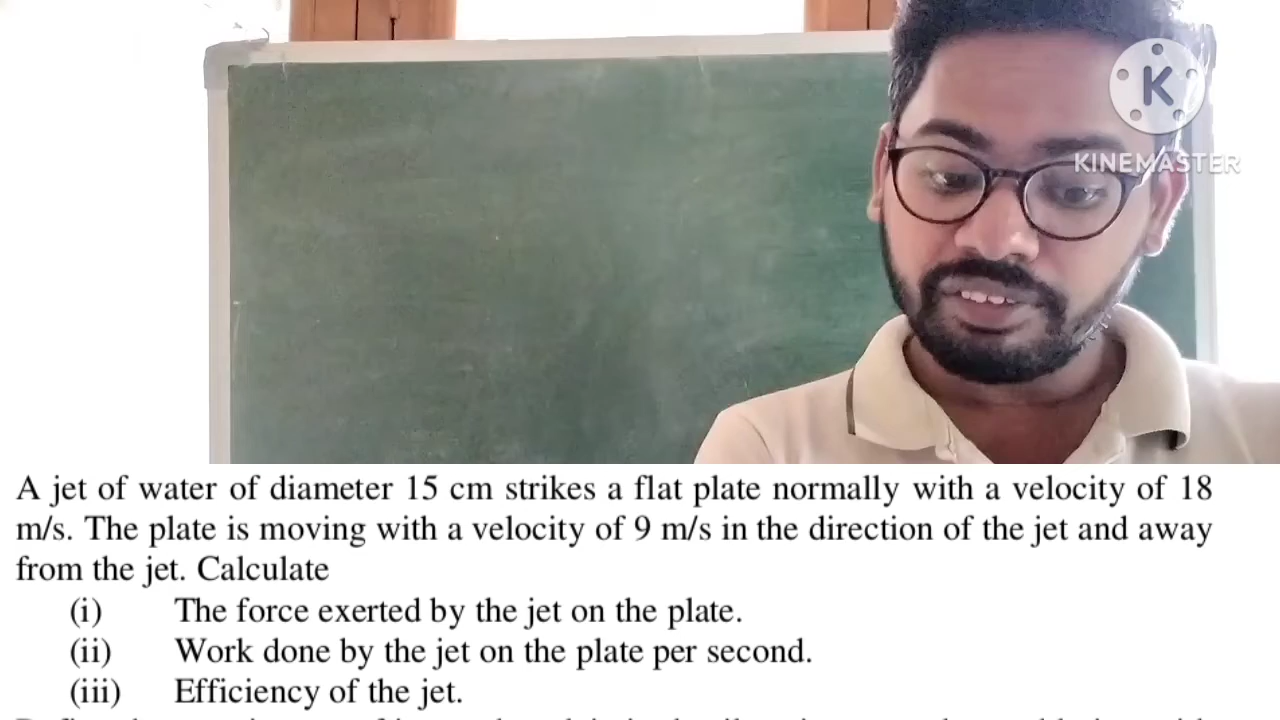 K
KINEMASTER
A jet of water of diameter 15 cm strikes a flat plate normally with a velocity of 18
m/s. The plate is moving with a velocity of 9 m/s in the direction of the jet and away
from the jet. Calculate
(i) The force exerted by the jet on the plate.
(ii) Work done by the jet on the plate per second.
(iii) Efficiency of the jet.